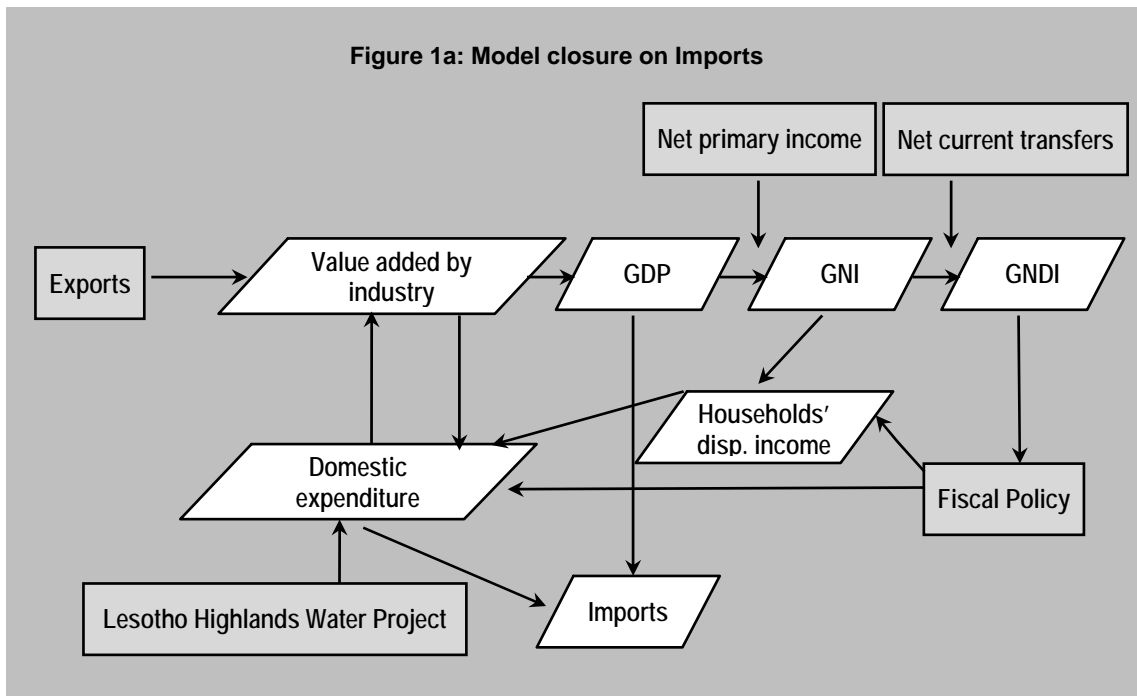 Figure 1a: Model closure on Imports
Net primary income
Net current transfers
Exports
Value added by
industry
GDP
GNI
GNDI
Households'
disp. income
Domestic
expenditure
Fiscal Policy
Lesotho Highlands Water Project
Imports